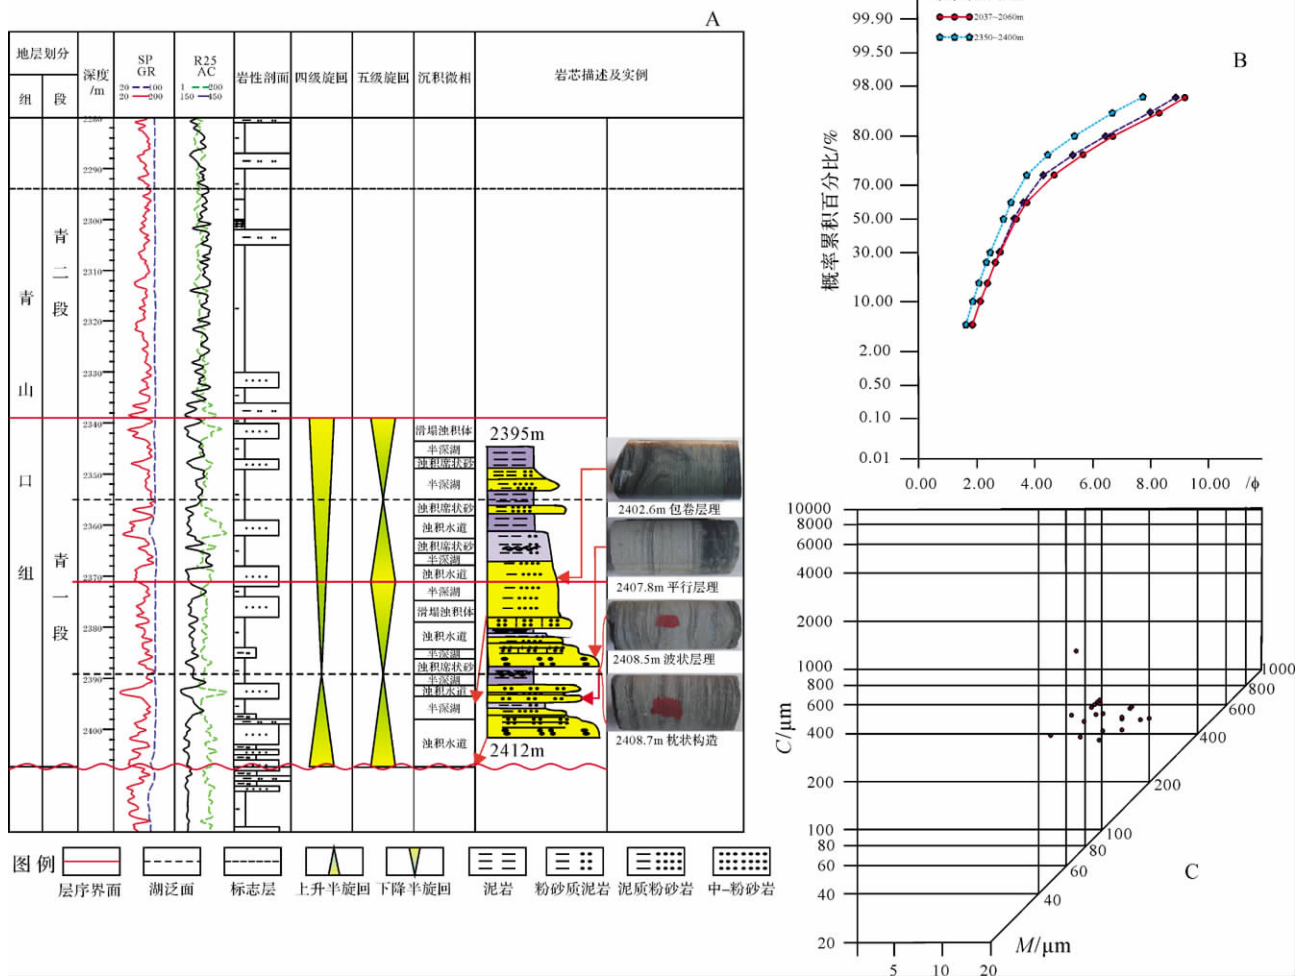 A
地层划分
组
段
深度
/m
SP
GR
20 100
20 200
R25
AC
1 200
150 450
岩性剖面
四级旋回
五级旋回
沉积微相
岩芯描述及实例
青
山
口
组
青
二
段
青
一
段
2280
2290
2300
2310
2320
2330
2340
2350
2360
2370
2380
2390
2400
滑塌浊积体
半深湖
浊积席状砂
半深湖
浊积席状砂
浊积水道
浊积席状砂
半深湖
浊积水道
半深湖
滑塌浊积体
浊积水道
半深湖
浊积席状砂
半深湖
浊积水道
半深湖
浊积水道
2395m
2412m
2402.6m 包卷层理
2407.8m 平行层理
2408.5m 波状层理
2408.7m 枕状构造
图 例
层序界面
湖泛面
标志层
上升半旋回
下降半旋回
泥岩
粉砂质泥岩
泥质粉砂岩
中-粉砂岩
B
2037-2060m
2350-2400m
概率累积百分比/%
99.90
99.50
98.00
80.00
70.00
50.00
30.00
10.00
2.00
0.50
0.10
0.01
0.00 2.00 4.00 6.00 8.00 10.00 /ϕ
C
C/μm
10000
8000
6000
4000
2000
1000
800
600
400
200
100
80
60
40
20
1000
800
600
400
200
100
80
60
40
M/μm
5 10 20